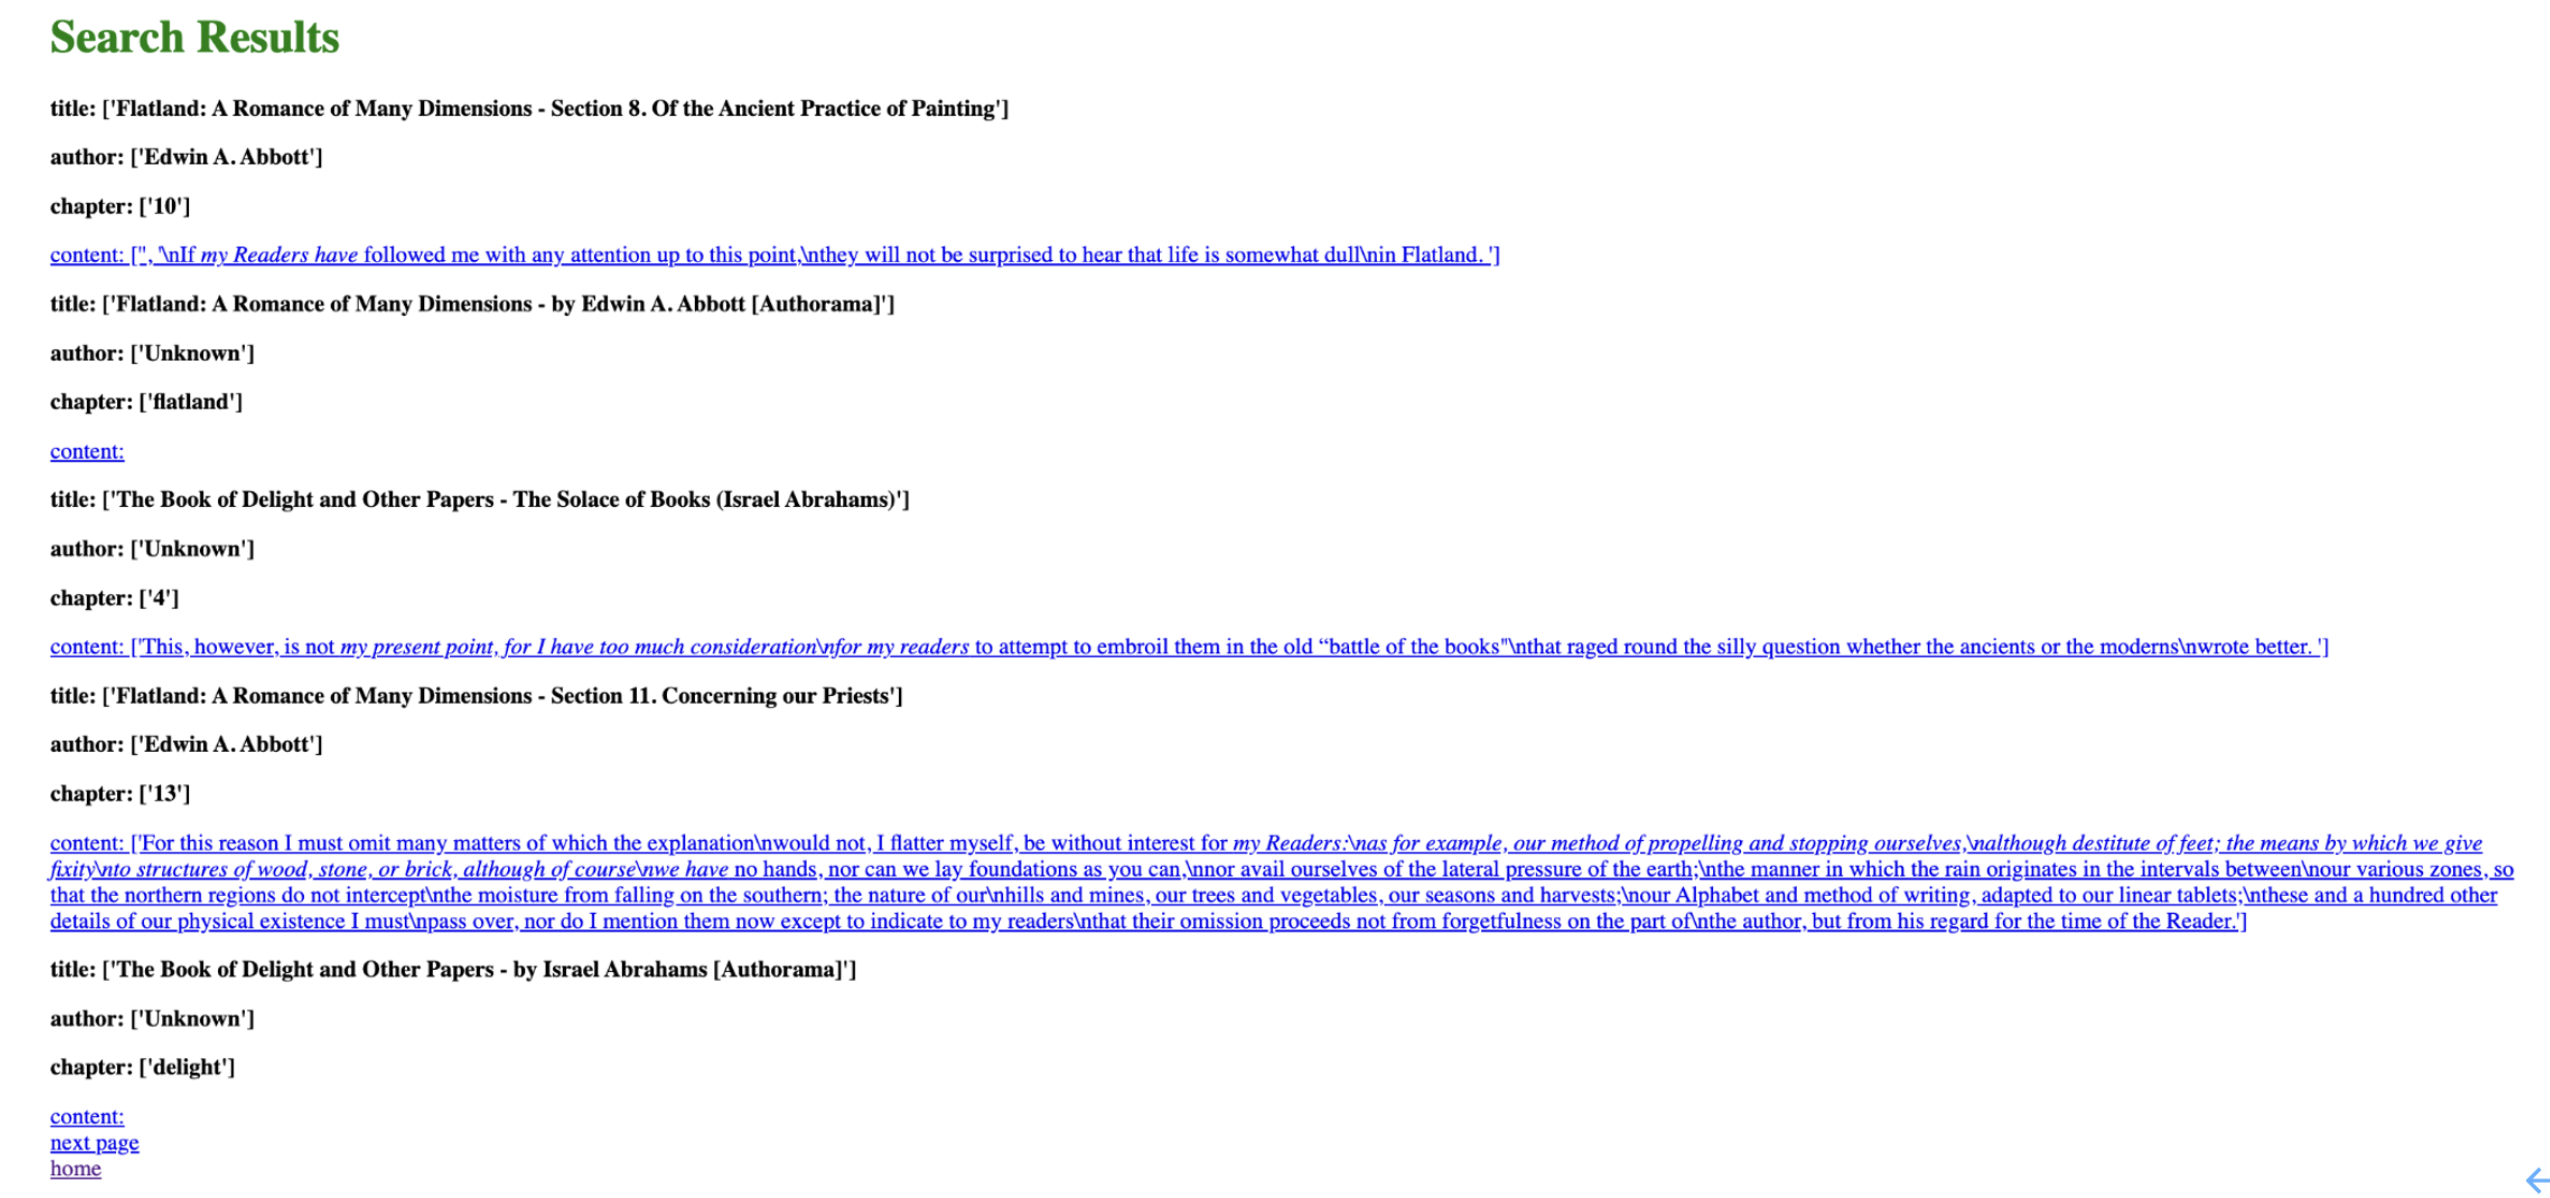 Search Results
title: ['Flatland: A Romance of Many Dimensions - Section 8. Of the Ancient Practice of Painting']
author: ['Edwin A. Abbott']
chapter: ['10']
content: ['', '\nIf my Readers have followed me with any attention up to this point,\nthey will not be surprised to hear that life is somewhat dull\nin Flatland. ']
title: ['Flatland: A Romance of Many Dimensions - by Edwin A. Abbott [Authorama]']
author: ['Unknown']
chapter: ['flatland']
content:
title: ['The Book of Delight and Other Papers - The Solace of Books (Israel Abrahams)']
author: ['Unknown']
chapter: ['4']
content: ['This, however, is not my present point, for I have too much consideration\nfor my readers to attempt to embroil them in the old “battle of the books"\nthat raged round the silly question whether the ancients or the moderns\nwrote better. ']
title: ['Flatland: A Romance of Many Dimensions - Section 11. Concerning our Priests']
author: ['Edwin A. Abbott']
chapter: ['13']
content: ['For this reason I must omit many matters of which the explanation\nwould not, I flatter myself, be without interest for my Readers:\nas for example, our method of propelling and stopping ourselves,\nalthough destitute of feet; the means by which we give
fixity\nto structures of wood, stone, or brick, although of course\nwe have no hands, nor can we lay foundations as you can,\nnor avail ourselves of the lateral pressure of the earth;\nthe manner in which the rain originates in the intervals between\nour various zones, so
that the northern regions do not intercept\nthe moisture from falling on the southern; the nature of our\nhills and mines, our trees and vegetables, our seasons and harvests;\nour Alphabet and method of writing, adapted to our linear tablets;\nthese and a hundred other
details of our physical existence I must\npass over, nor do I mention them now except to indicate to my readers\nthat their omission proceeds not from forgetfulness on the part of\nthe author, but from his regard for the time of the Reader.']
title: ['The Book of Delight and Other Papers - by Israel Abrahams [Authorama]']
author: ['Unknown']
chapter: ['delight']
content:
next page
home